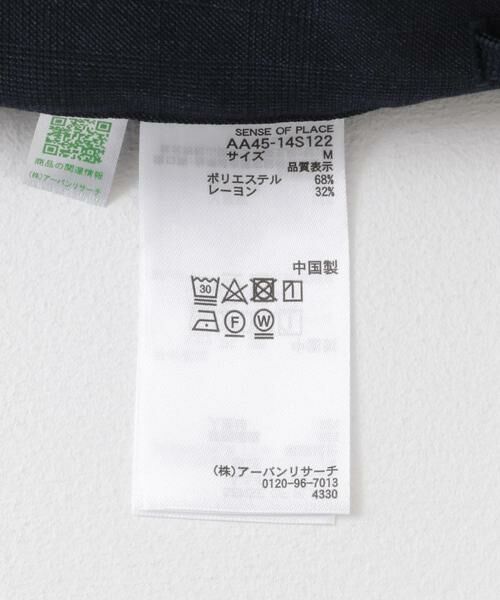 SENSE OF PLACE
AA45-14S122
サイズ M
品質表示
ポリエステル 68%
レーヨン 32%
中国製
30
F W
(株)アーバンリサーチ
0120-96-7013
4330
商品の関連情報
(株)アーバンリサーチ